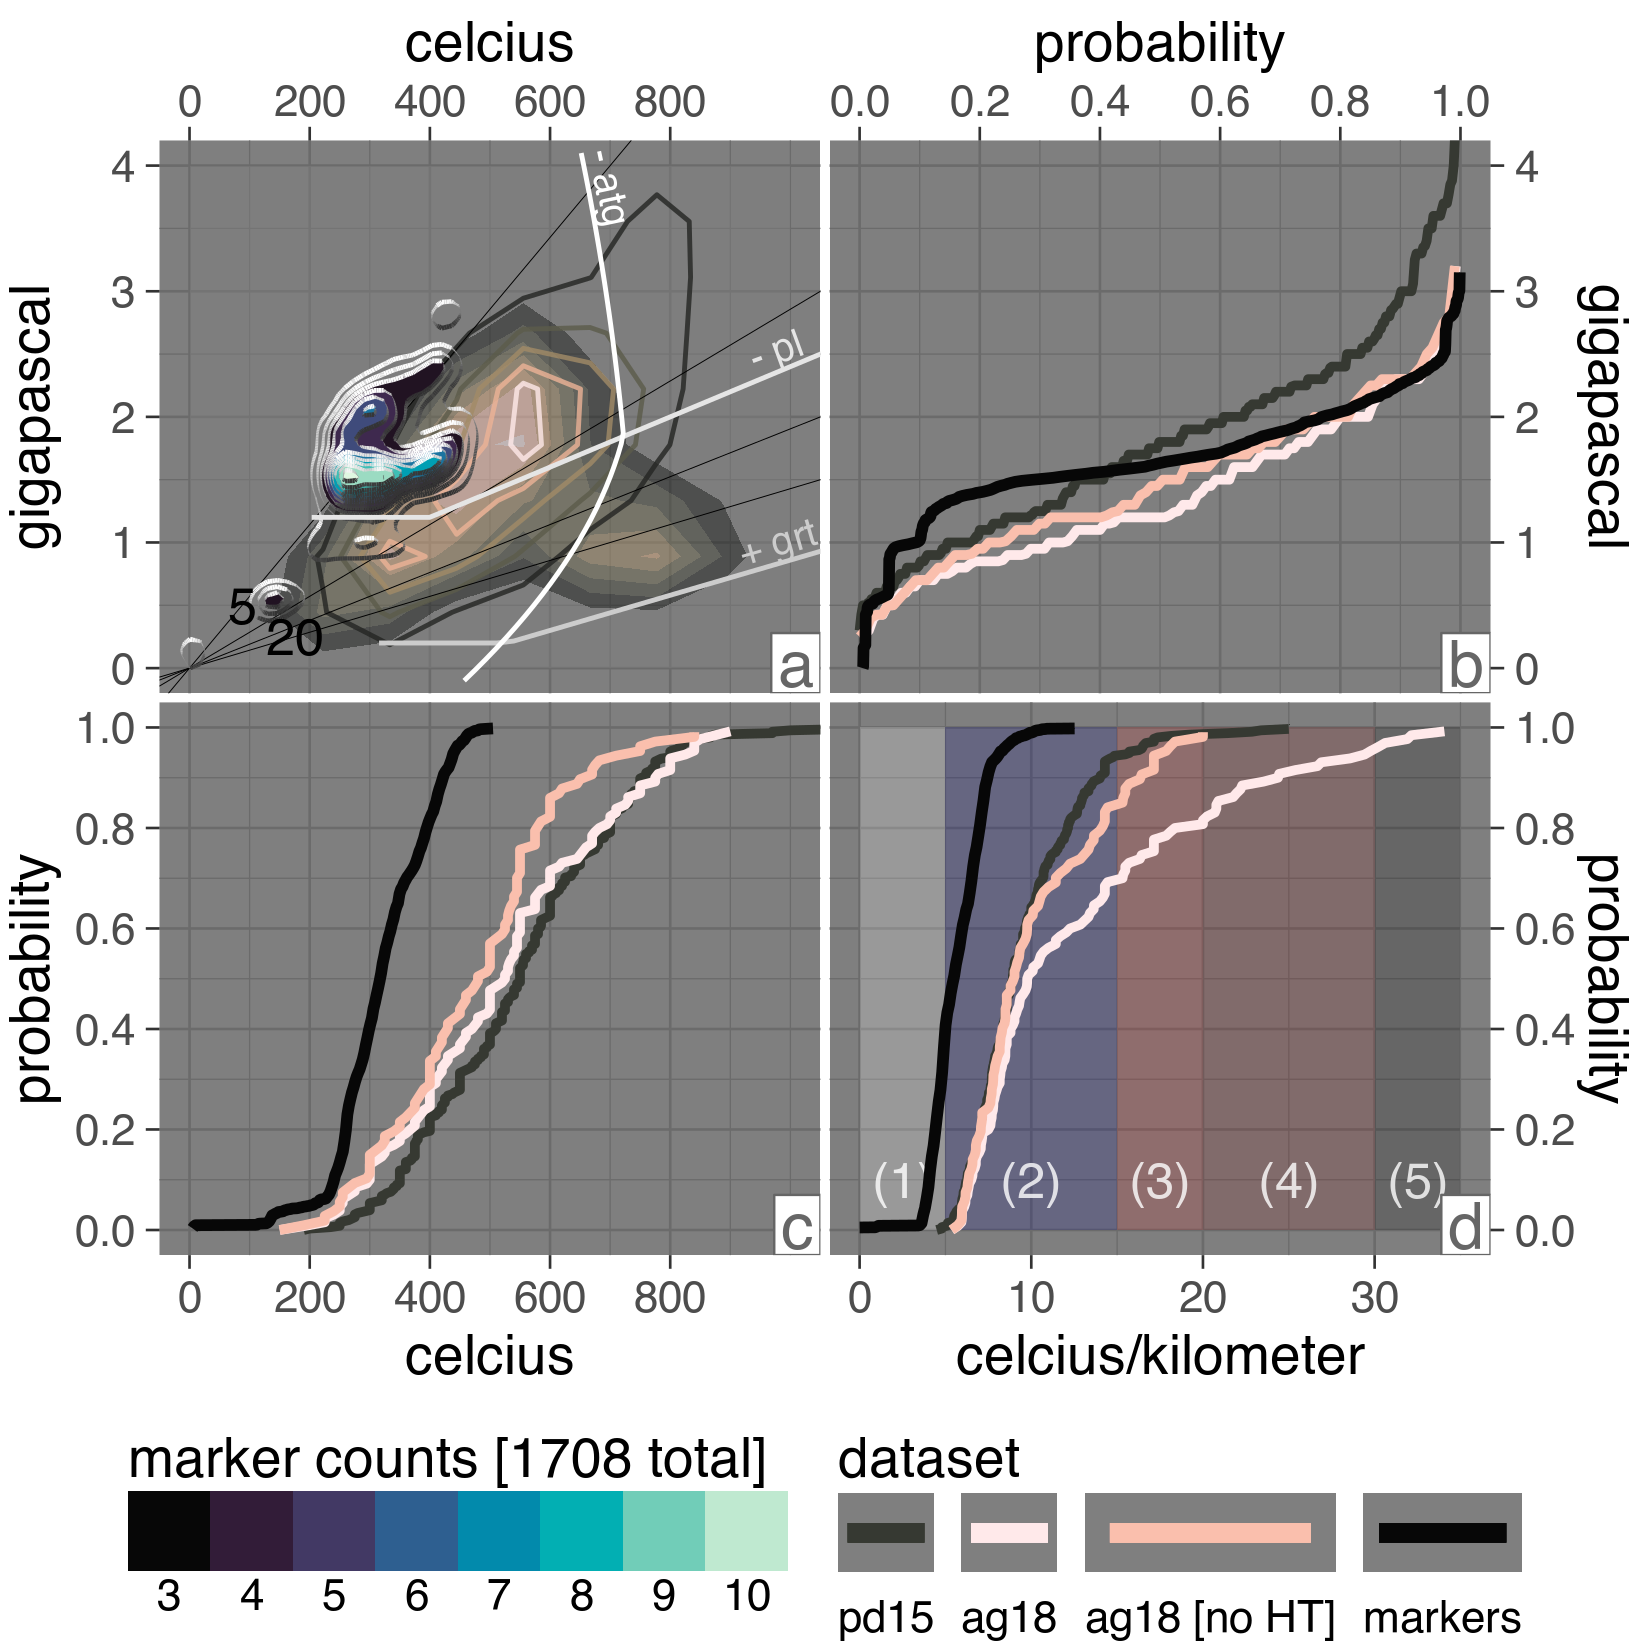 celcius
probability
0 200 400 600 800
0.0 0.2 0.4 0.6 0.8 1.0
gigapascal
4
3
2
1
0
- atg
- pl
+ grt
5
20
a
b
4
3
2
1
0
gigapascal
probability
1.0
0.8
0.6
0.4
0.2
0.0
c
(1)
(2)
(3)
(4)
(5)
d
1.0
0.8
0.6
0.4
0.2
0.0
probability
0 200 400 600 800
0 10 20 30
celcius
celcius/kilometer
marker counts [1708 total]
3 4 5 6 7 8 9 10
dataset
pd15 ag18 ag18 [no HT] markers